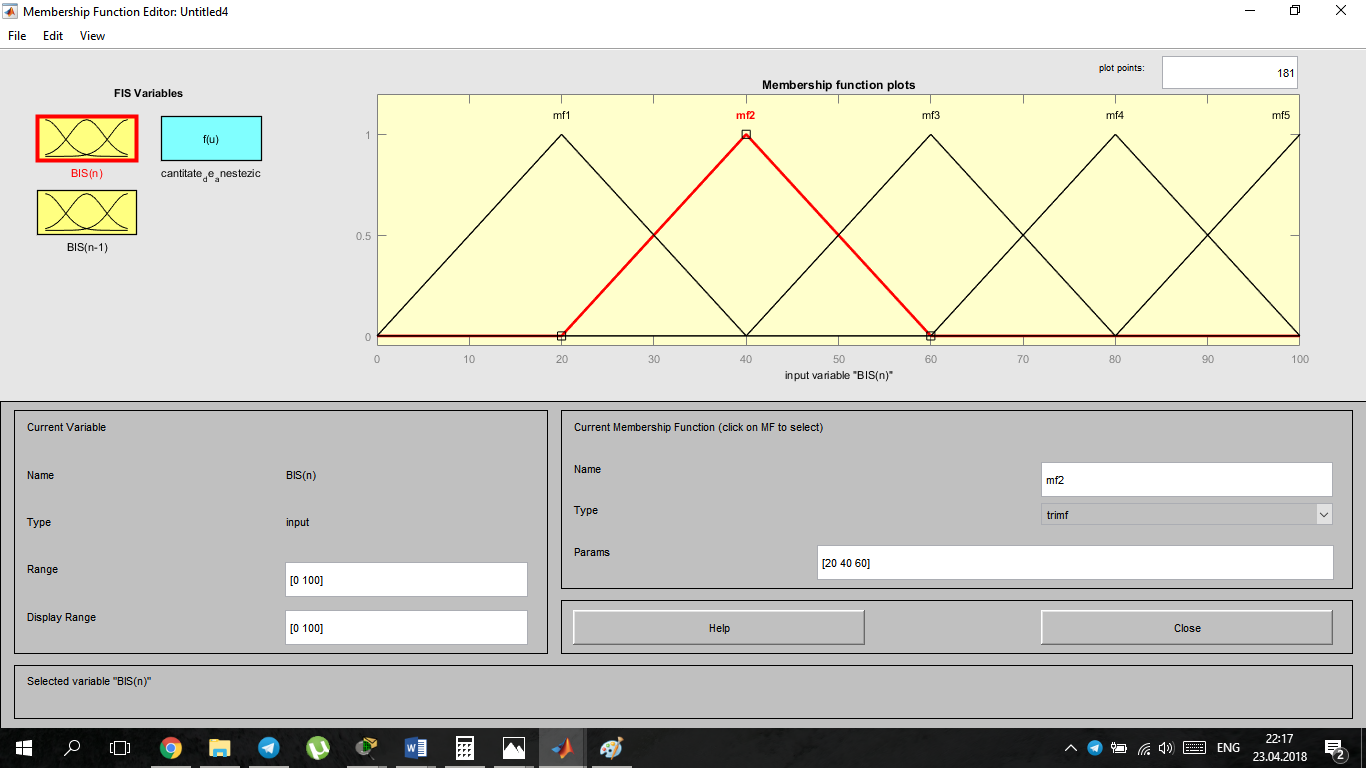 Membership Function Editor: Untitled4
File Edit View
FIS Variables
BIS(n)
f(u)
cantitate_de_anestezic
BIS(n-1)
plot points: 181
Membership function plots
mf1 mf2 mf3 mf4 mf5
1
0.5
0
0 10 20 30 40 50 60 70 80 90 100
input variable "BIS(n)"
Current Variable
Name BIS(n)
Type input
Range [0 100]
Display Range [0 100]
Current Membership Function (click on MF to select)
Name mf2
Type trimf
Params [20 40 60]
Help Close
Selected variable "BIS(n)"
ENG
22:17
23.04.2018
2